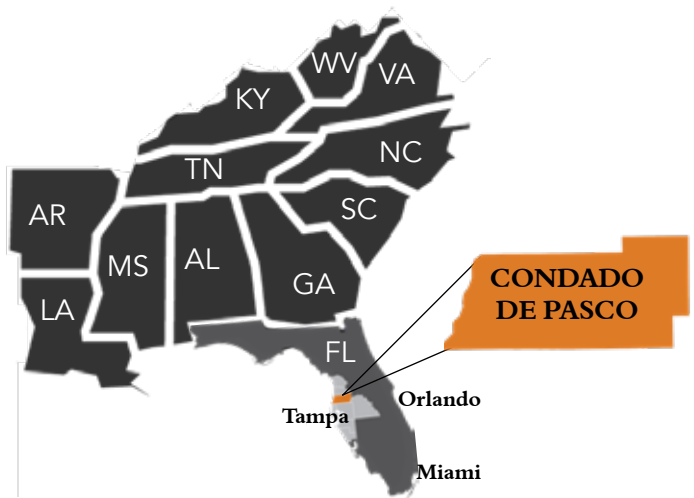 WV
VA
KY
NC
TN
SC
AR
MS
AL
GA
LA
CONDADO
DE PASCO
FL
Orlando
Tampa
Miami